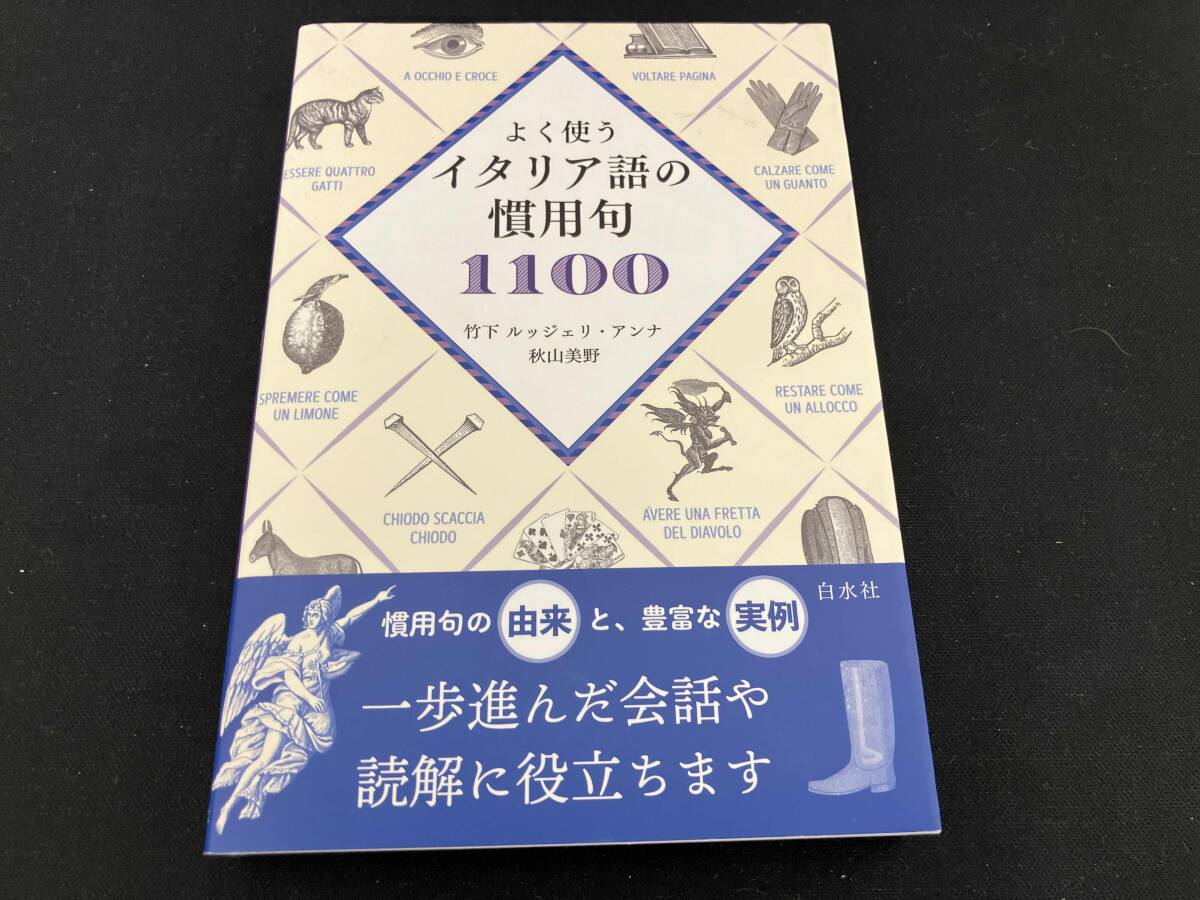 A OCCHIO E CROCE
VOLTARE PAGINA
ESSERE QUATTRO
GATTI
CALZARE COME
UN GUANTO
よく使う
イタリア語の
慣用句
1100
竹下 ルッジェリ・アンナ
秋山美野
SPREMERE COME
UN LIMONE
RESTARE COME
UN ALLOCCO
CHIODO SCACCIA
CHIODO
AVERE UNA FRETTA
DEL DIAVOLO
白水社
慣用句の由来と、豊富な実例
一歩進んだ会話や
読解に役立ちます